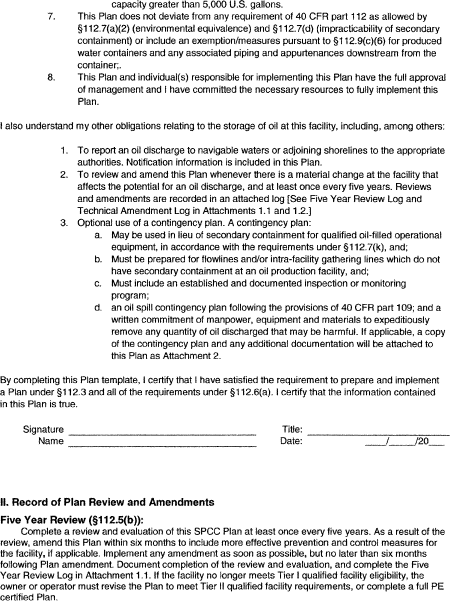 capacity greater than 5,000 U.S. gallons.
7. This Plan does not deviate from any requirement of 40 CFR part 112 as allowed by
§112.7(a)(2) (environmental equivalence) and §112.7(d) (impracticability of secondary
containment) or include an exemption/measures pursuant to §112.9(c)(6) for produced
water containers and any associated piping and appurtenances downstream from the
container;.
8. This Plan and individual(s) responsible for implementing this Plan have the full approval
of management and I have committed the necessary resources to fully implement this
Plan.
I also understand my other obligations relating to the storage of oil at this facility, including, among others:
1. To report an oil discharge to navigable waters or adjoining shorelines to the appropriate
authorities. Notification information is included in this Plan.
2. To review and amend this Plan whenever there is a material change at the facility that
affects the potential for an oil discharge, and at least once every five years. Reviews
and amendments are recorded in an attached log [See Five Year Review Log and
Technical Amendment Log in Attachments 1.1 and 1.2.]
3. Optional use of a contingency plan. A contingency plan:
a. May be used in lieu of secondary containment for qualified oil-filled operational
equipment, in accordance with the requirements under §112.7(k), and;
b. Must be prepared for flowlines and/or intra-facility gathering lines which do not
have secondary containment at an oil production facility, and;
c. Must include an established and documented inspection or monitoring
program;
d. an oil spill contingency plan following the provisions of 40 CFR part 109; and a
written commitment of manpower, equipment and materials to expeditiously
remove any quantity of oil discharged that may be harmful. If applicable, a copy
of the contingency plan and any additional documentation will be attached to
this Plan as Attachment 2.
By completing this Plan template, I certify that I have satisfied the requirement to prepare and implement
a Plan under §112.3 and all of the requirements under §112.6(a). I certify that the information contained
in this Plan is true.
Signature ____ Title: ____
Name ____ Date: ____/____/20___
II. Record of Plan Review and Amendments
Five Year Review (§112.5(b)):
Complete a review and evaluation of this SPCC Plan at least once every five years. As a result of the
review, amend this Plan within six months to include more effective prevention and control measures for
the facility, if applicable. Implement any amendment as soon as possible, but no later than six months
following Plan amendment. Document completion of the review and evaluation, and complete the Five
Year Review Log in Attachment 1.1. If the facility no longer meets Tier I qualified facility eligibility, the
owner or operator must revise the Plan to meet Tier II qualified facility requirements, or complete a full PE
certified Plan.